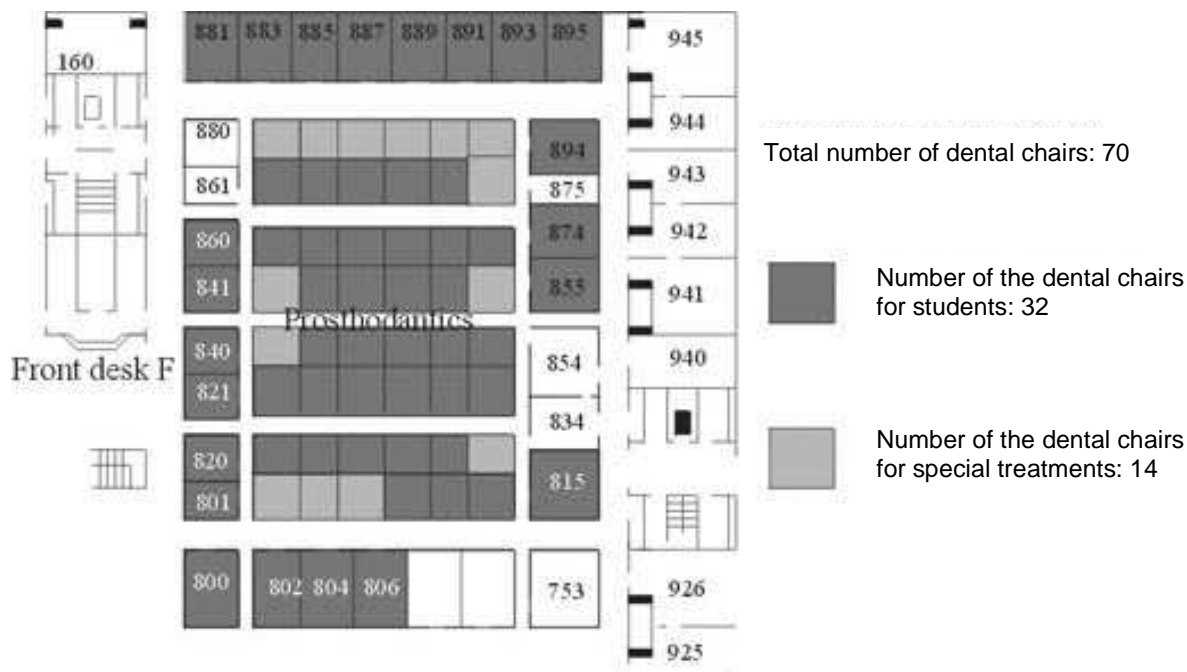 881 883 885 887 889 891 893 895
945
160
880
894
944
Total number of dental chairs: 70
861
875
943
860
874
942
841
855
941
Number of the dental chairs
for students: 32
Prosthodantics
840
854
940
Front desk F
821
834
820
815
Number of the dental chairs
for special treatments: 14
801
800
802 804 806
753
926
925